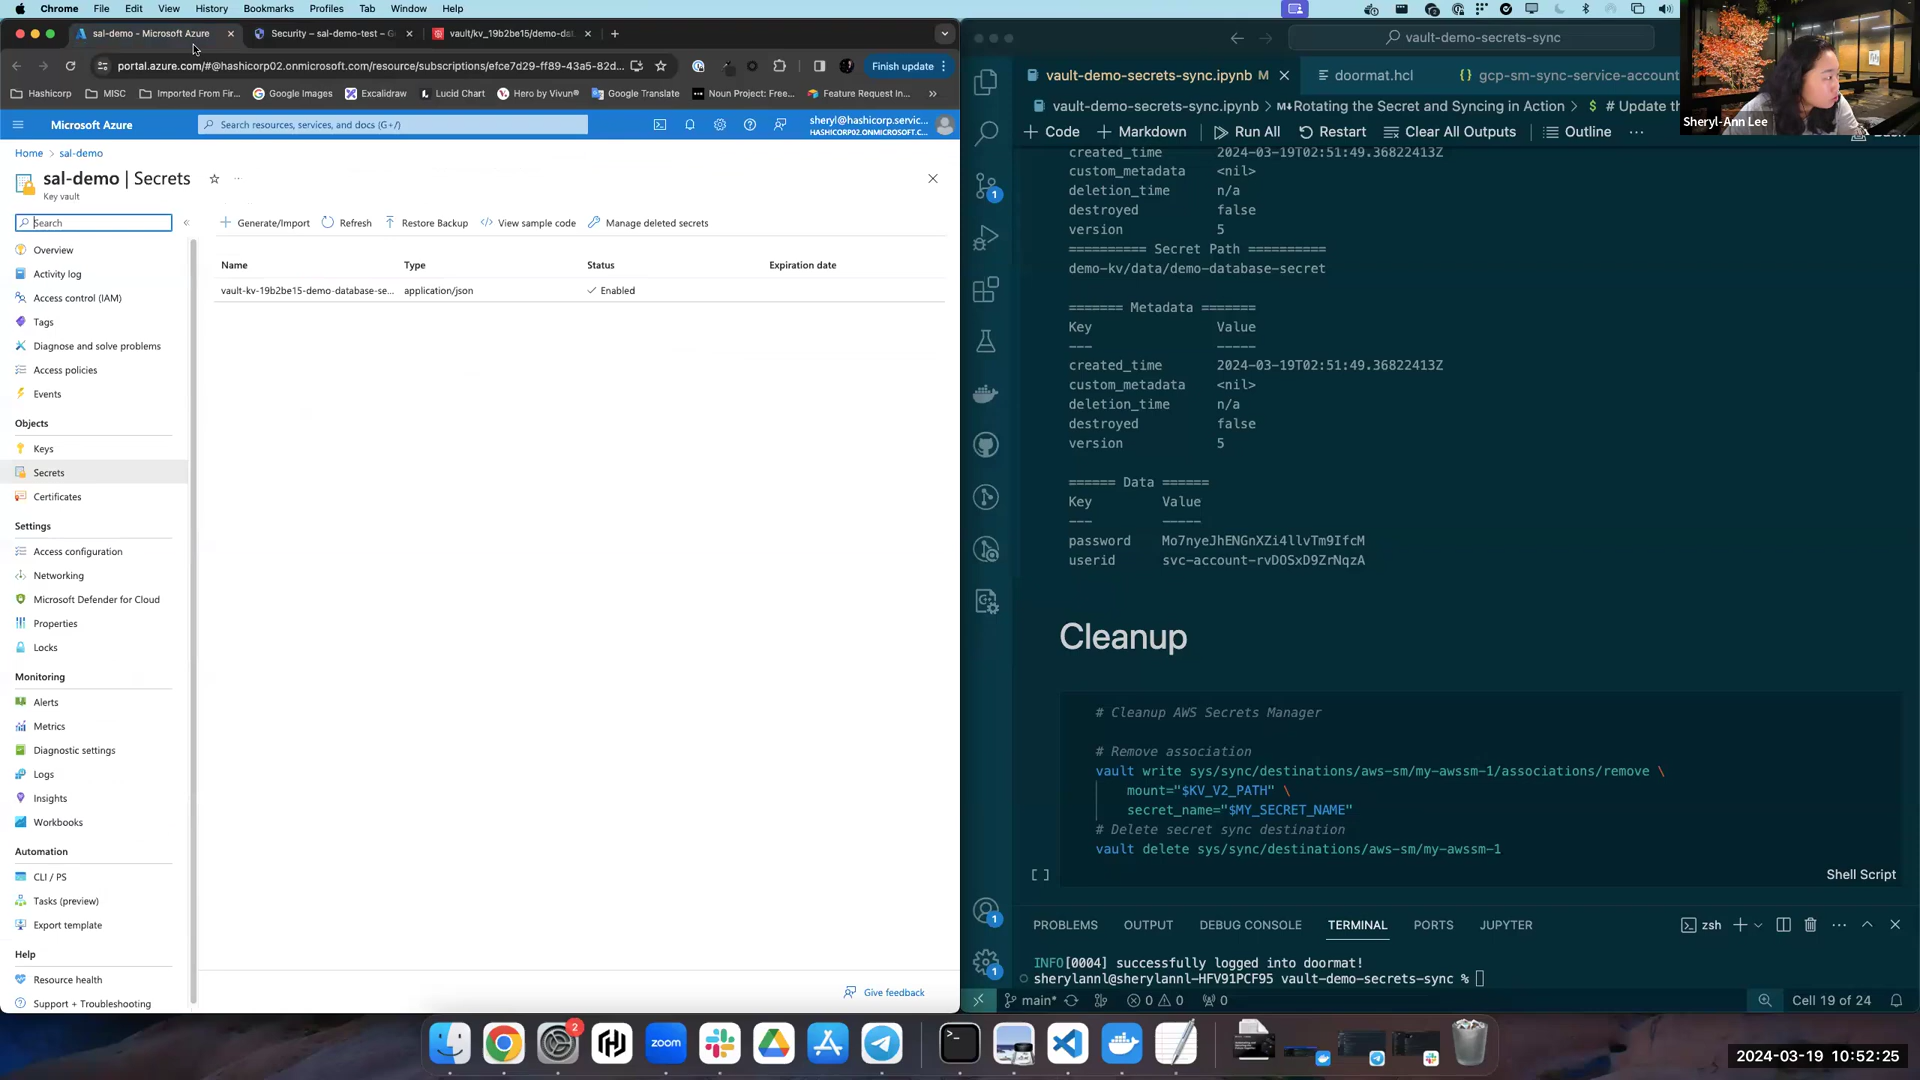 Chrome File Edit View History Bookmarks Profiles Tab Window Help
sal-demo - Microsoft Azure
Security – sal-demo-test – G
vault/kv_19b2be15/demo-da
portal.azure.com/#@hashicorp02.onmicrosoft.com/resource/subscriptions/efce7d29-ff89-43a5-82d...
Finish update
Hashicorp MISC Imported From Fir... Google Images Excalidraw Lucid Chart Hero by Vivun® Google Translate Noun Project: Free... Feature Request In... »
Microsoft Azure
Search resources, services, and docs (G+/)
sheryl@hashicorp.servic...
HASHICORP02.ONMICROSOFT.C...
Home > sal-demo
sal-demo | Secrets
Key vault
Search
Generate/Import Refresh Restore Backup View sample code Manage deleted secrets
Name Type Status Expiration date
vault-kv-19b2be15-demo-database-se... application/json Enabled
Overview
Activity log
Access control (IAM)
Tags
Diagnose and solve problems
Access policies
Events
Objects
Keys
Secrets
Certificates
Settings
Access configuration
Networking
Microsoft Defender for Cloud
Properties
Locks
Monitoring
Alerts
Metrics
Diagnostic settings
Logs
Insights
Workbooks
Automation
CLI / PS
Tasks (preview)
Export template
Help
Resource health
Support + Troubleshooting
Give feedback
vault-demo-secrets-sync
vault-demo-secrets-sync.ipynb M
doormat.hcl
gcp-sm-sync-service-account
vault-demo-secrets-sync.ipynb > M↓Rotating the Secret and Syncing in Action > $ # Update th
+ Code + Markdown Run All Restart Clear All Outputs Outline ...
created_time 2024-03-19T02:51:49.36822413Z
custom_metadata <nil>
deletion_time n/a
destroyed false
version 5
========== Secret Path ==========
demo-kv/data/demo-database-secret
======= Metadata =======
Key Value
--- -----
created_time 2024-03-19T02:51:49.36822413Z
custom_metadata <nil>
deletion_time n/a
destroyed false
version 5
====== Data ======
Key Value
--- -----
password Mo7nyeJhENGnXZi4llvTm9IfcM
userid svc-account-rvDOSxD9ZrNqzA
Cleanup
# Cleanup AWS Secrets Manager
# Remove association
vault write sys/sync/destinations/aws-sm/my-awssm-1/associations/remove \
mount="$KV_V2_PATH" \
secret_name="$MY_SECRET_NAME"
# Delete secret sync destination
vault delete sys/sync/destinations/aws-sm/my-awssm-1
[ ]
Shell Script
PROBLEMS OUTPUT DEBUG CONSOLE TERMINAL PORTS JUPYTER
zsh
INFO[0004] successfully logged into doormat!
sherylannl@sherylannl-HFV91PCF95 vault-demo-secrets-sync %
main* 0 0 0
Cell 19 of 24
1
1
1
Sheryl-Ann Lee
2
zoom
2024-03-19 10:52:25